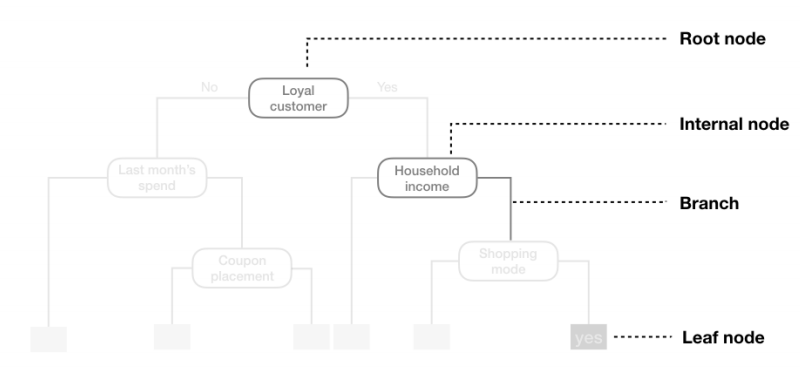 Root node
No
Yes
Loyal
customer
Internal node
Last month's
spend
Household
income
Branch
Coupon
placement
Shopping
mode
yes
Leaf node